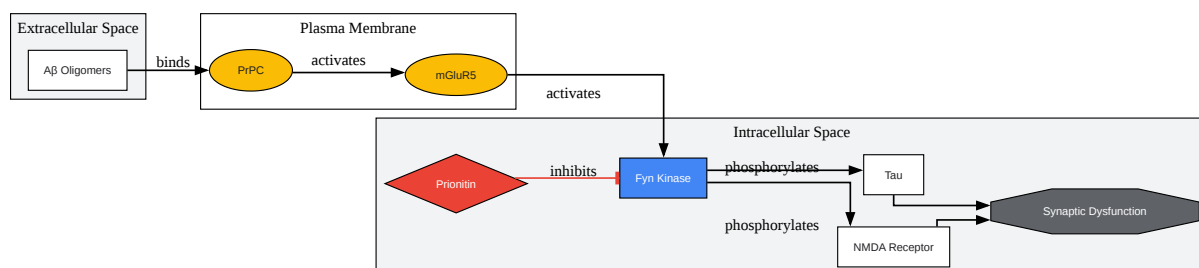 Extracellular Space
Plasma Membrane
Aβ Oligomers
binds
PrPC
activates
mGluR5
activates
Intracellular Space
Prionitin
inhibits
Fyn Kinase
phosphorylates
Tau
phosphorylates
NMDA Receptor
Synaptic Dysfunction